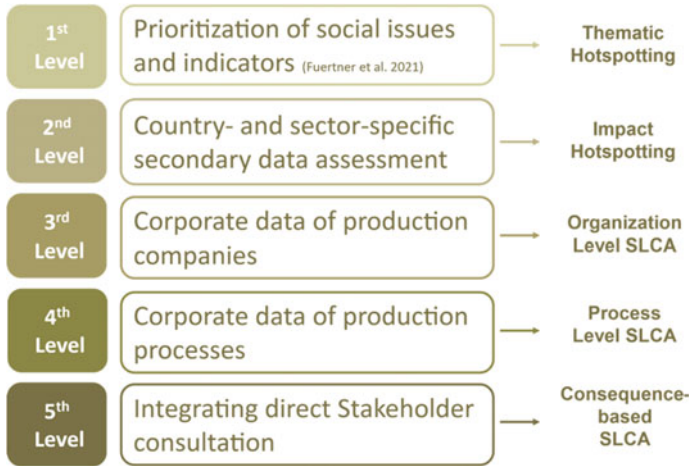 1st
Level
Prioritization of social issues
and indicators (Fuertner et al. 2021)
Thematic
Hotspotting
2nd
Level
Country- and sector-specific
secondary data assessment
Impact
Hotspotting
3rd
Level
Corporate data of production
companies
Organization
Level SLCA
4th
Level
Corporate data of production
processes
Process
Level SLCA
5th
Level
Integrating direct Stakeholder
consultation
Consequence-
based
SLCA